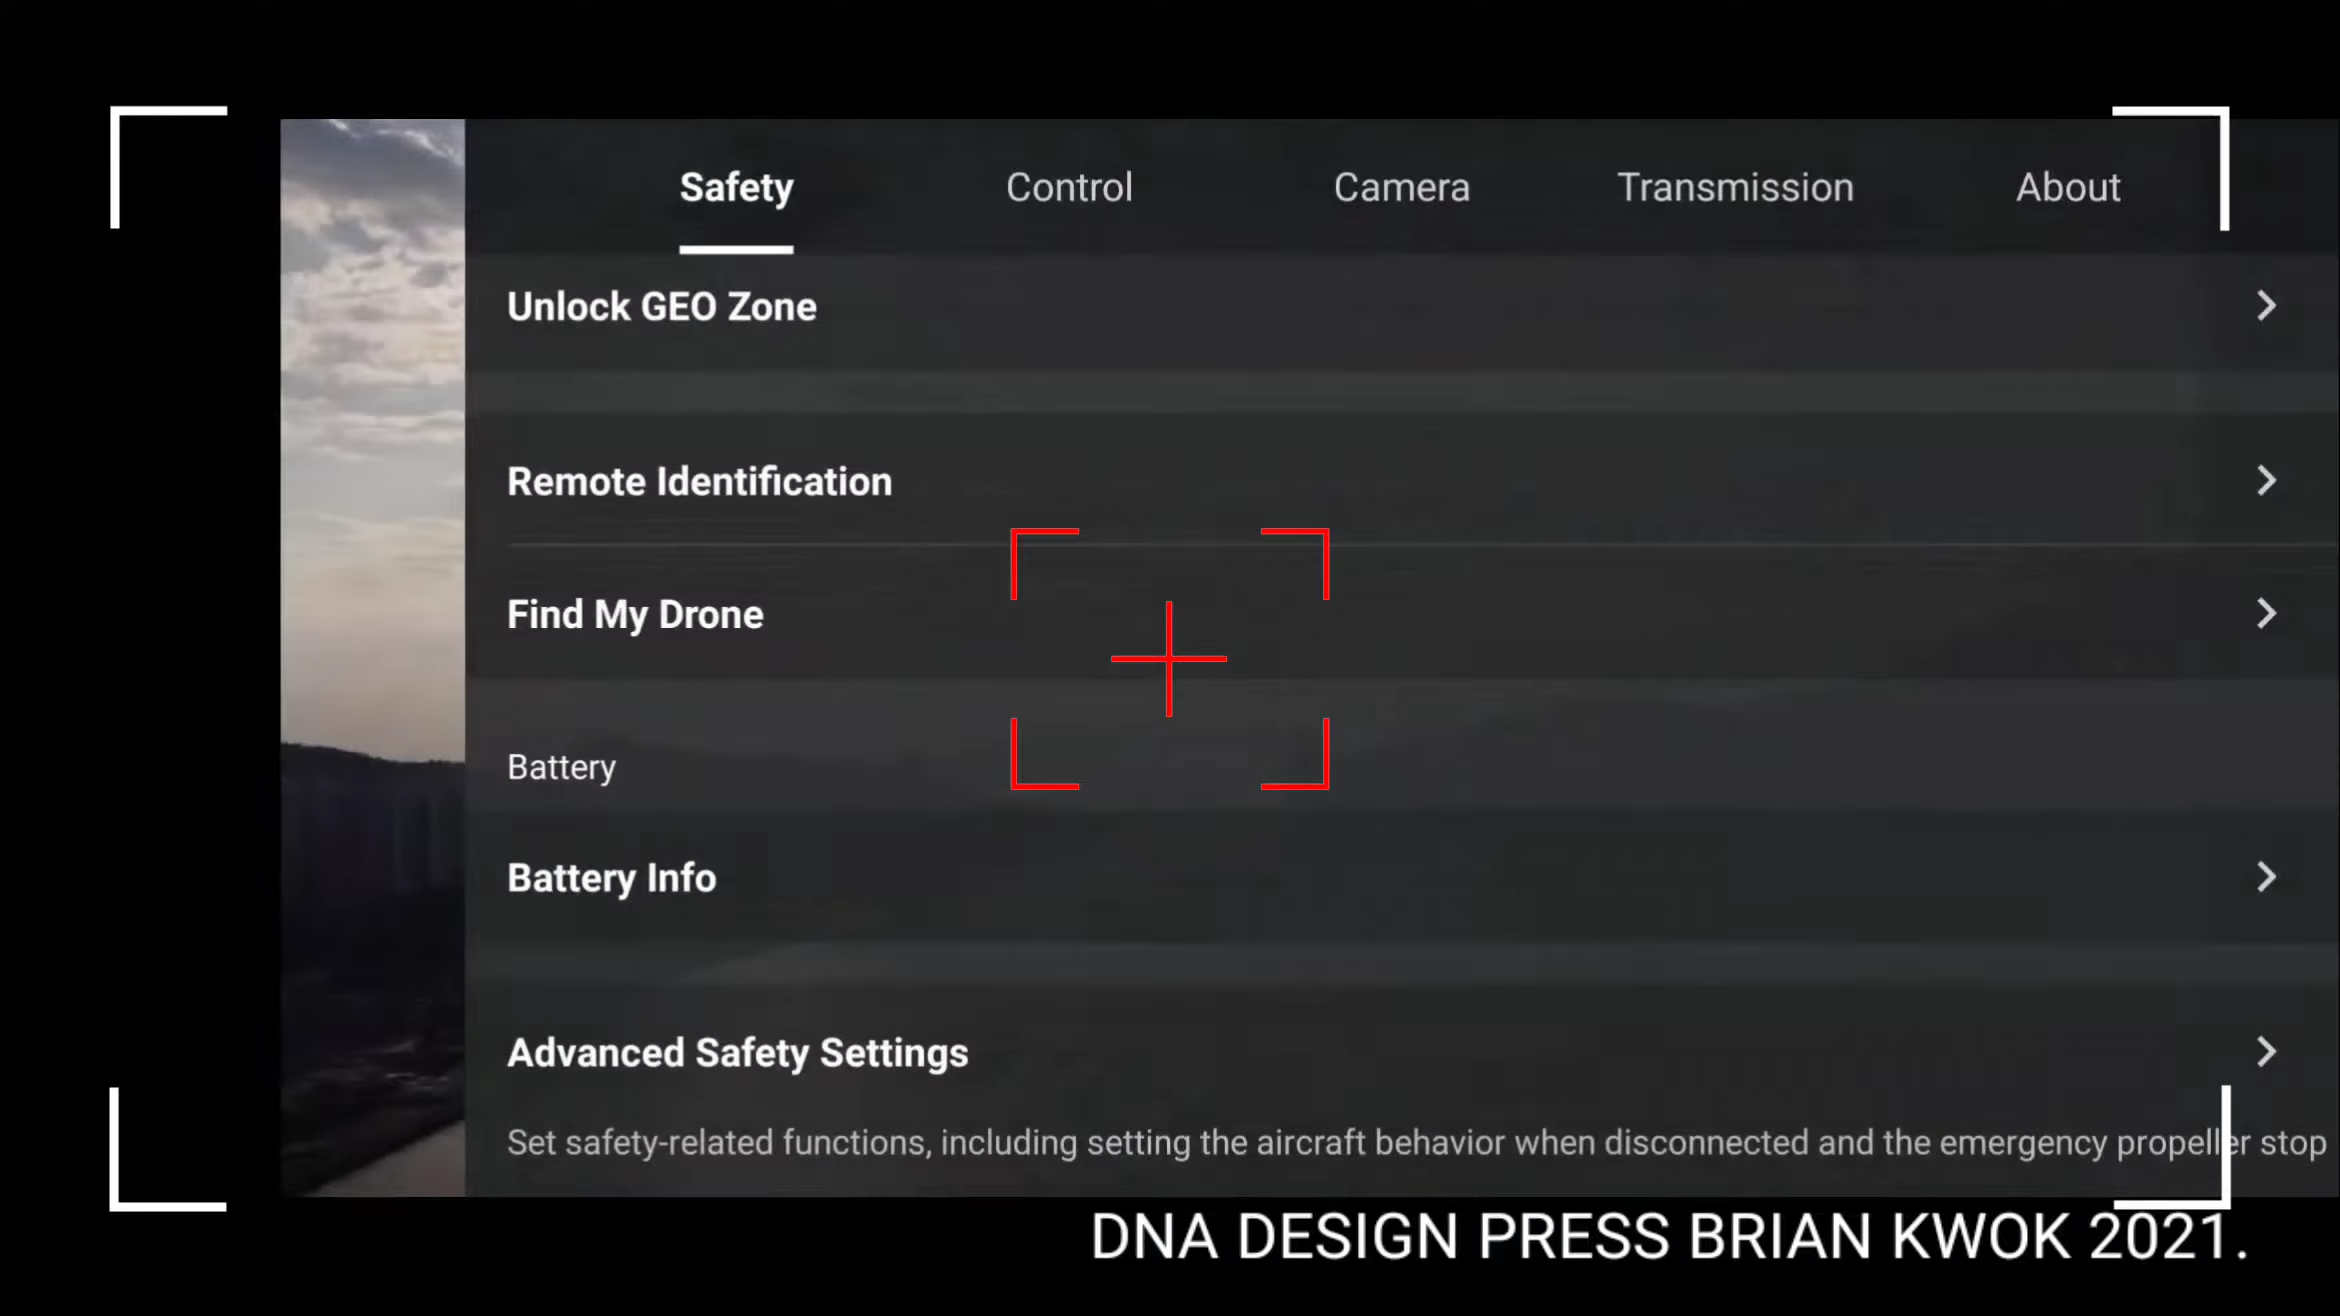 Safety Control Camera Transmission About
Unlock GEO Zone
Remote Identification
Find My Drone
Battery
Battery Info
Advanced Safety Settings
Set safety-related functions, including setting the aircraft behavior when disconnected and the emergency propeller stop
DNA DESIGN PRESS BRIAN KWOK 2021.